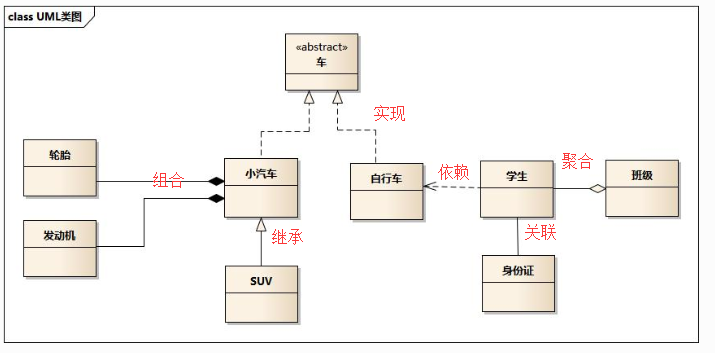 class UML类图
«abstract»
车
实现
轮胎
组合
小汽车
自行车
依赖
学生
聚合
班级
发动机
继承
关联
SUV
身份证